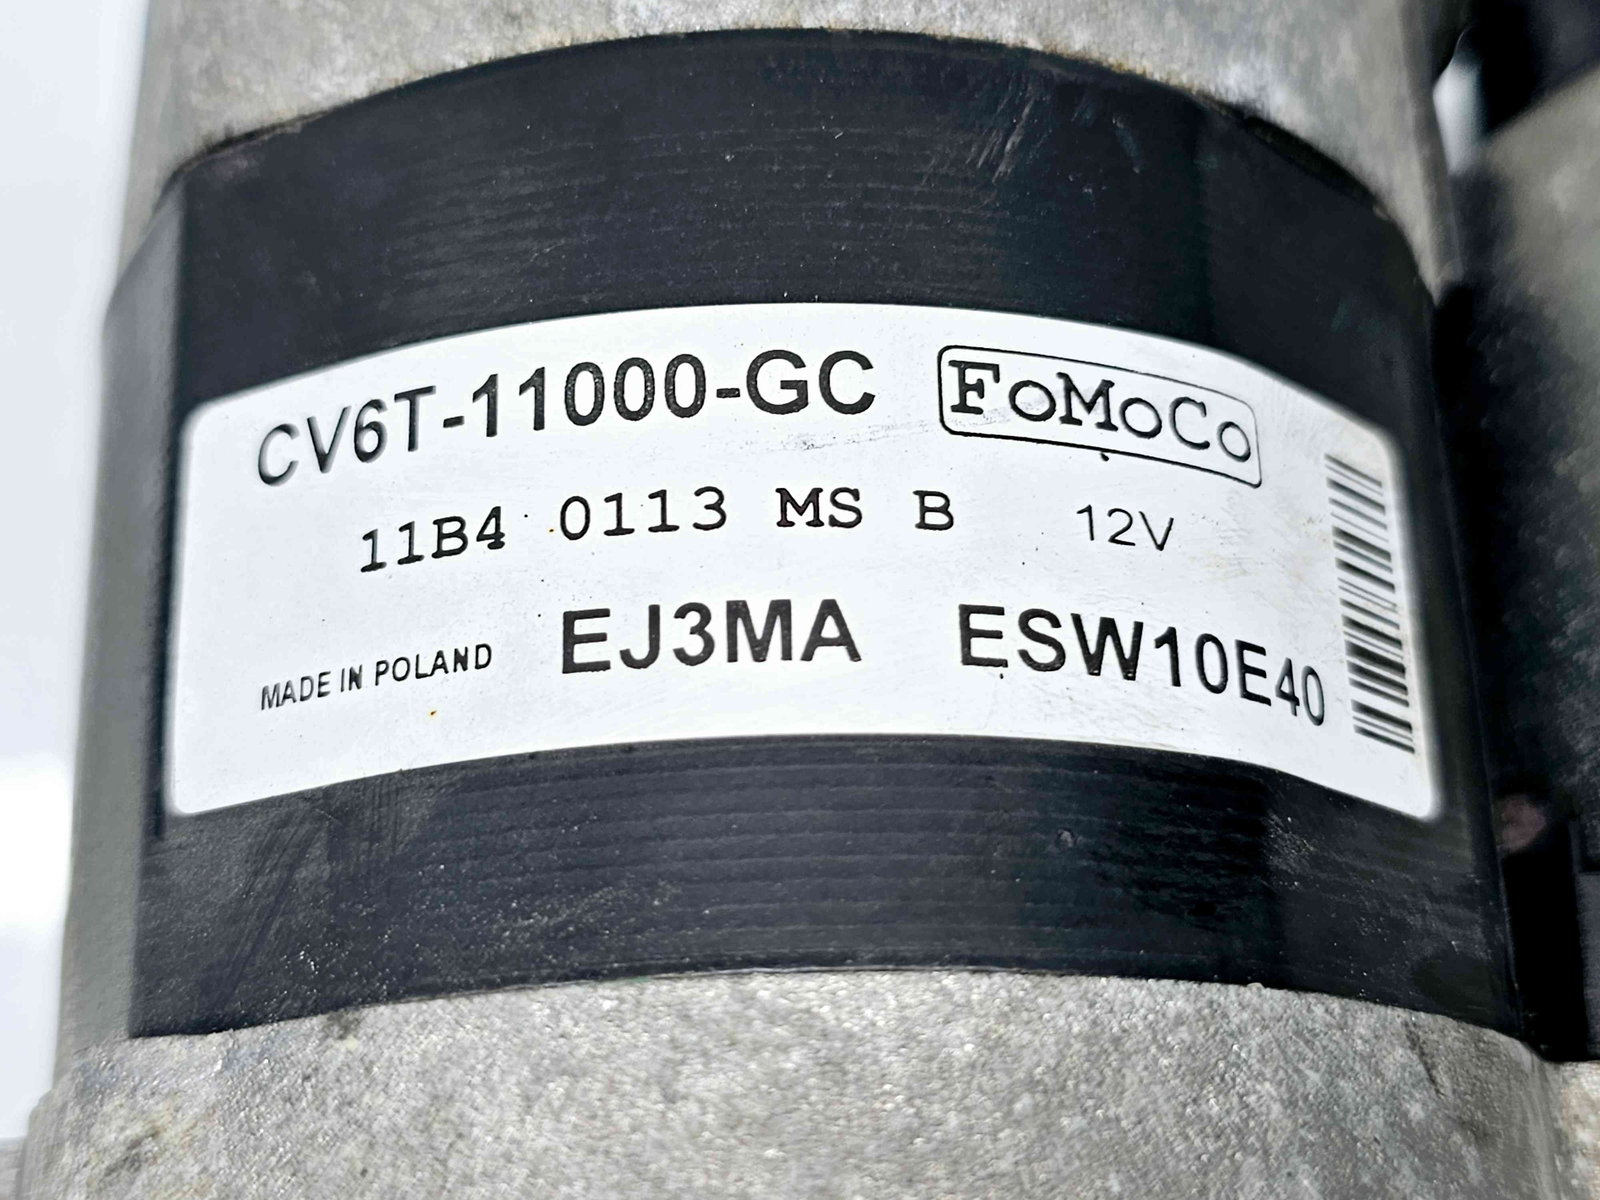 CV6T-11000-GC FoMoCo
11B4 0113 MS B 12V
MADE IN POLAND EJ3MA ESW10E40